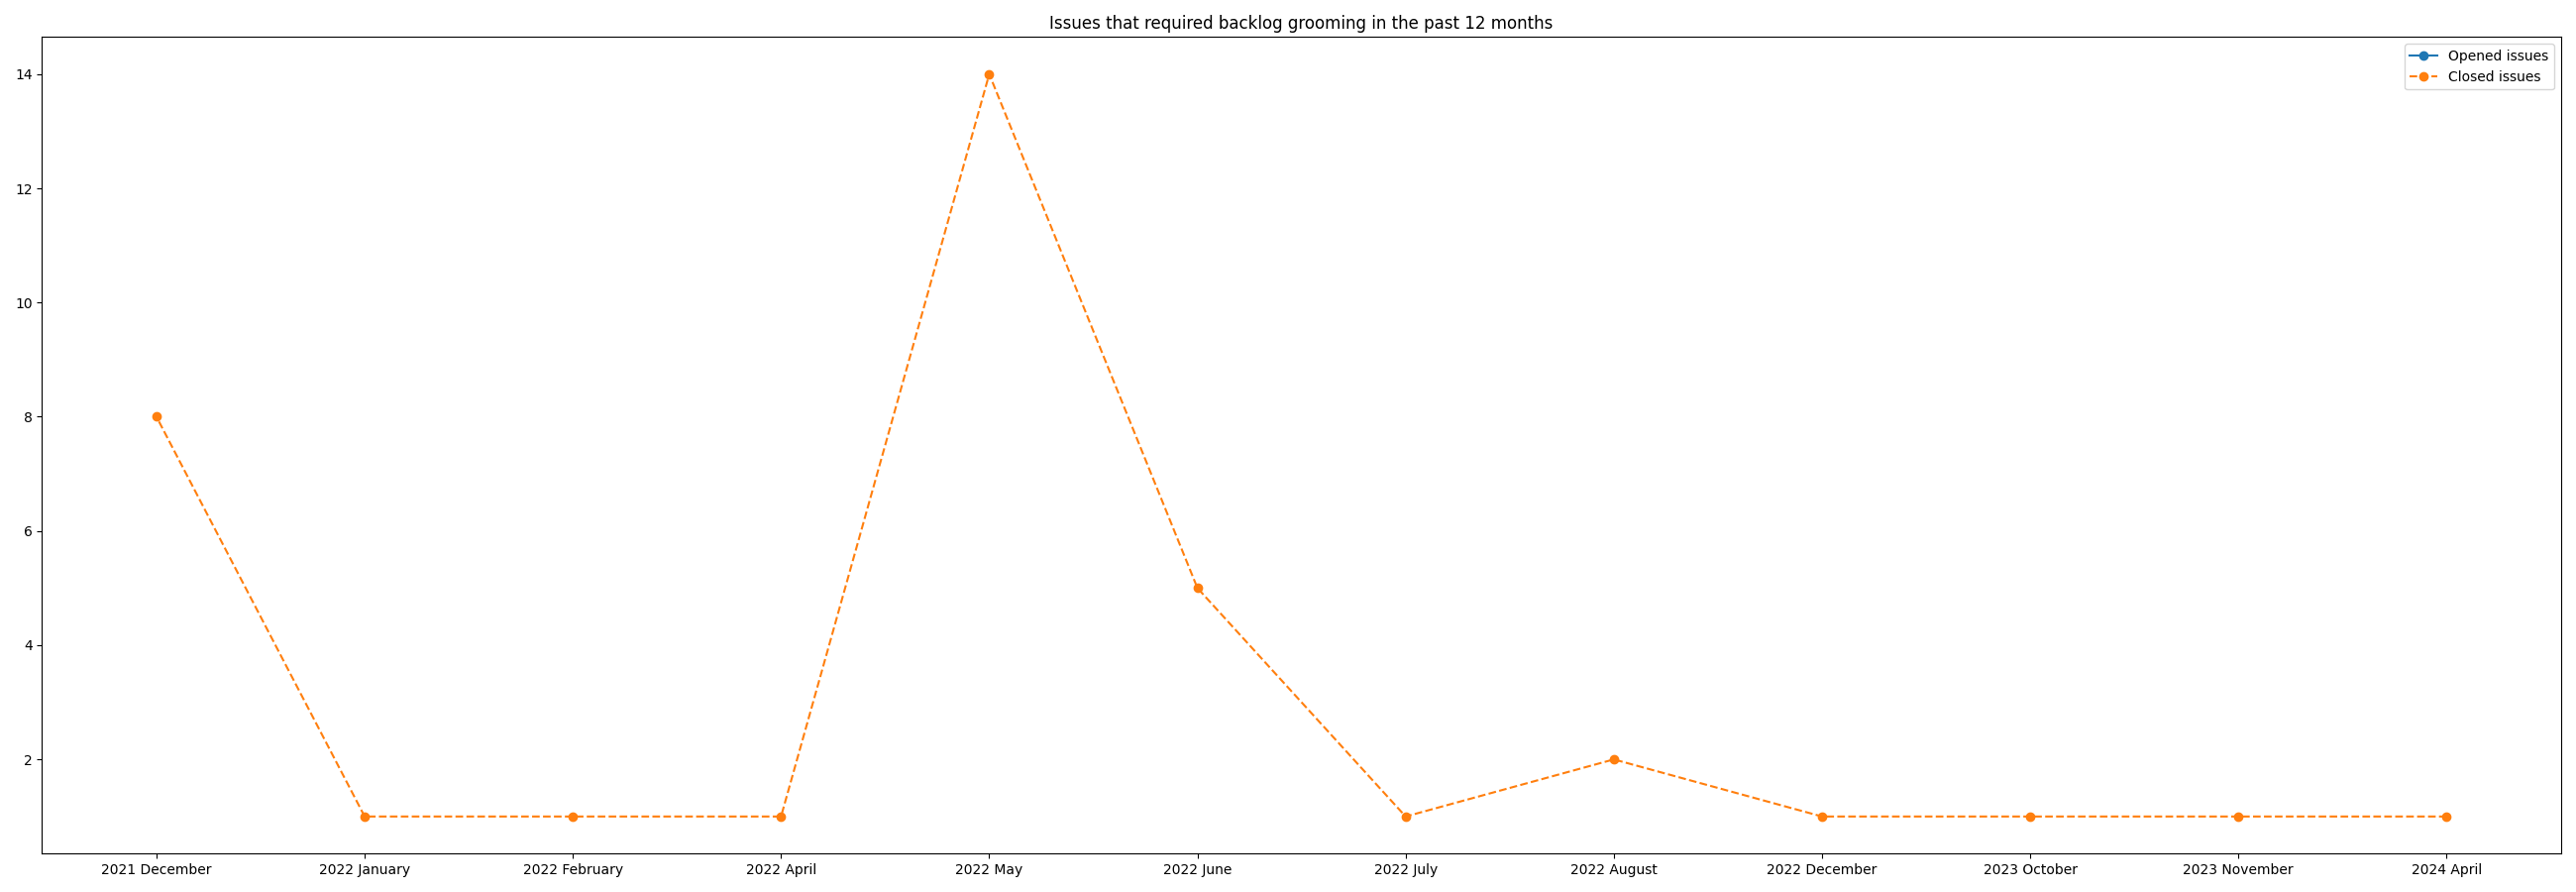 Issues that required backlog grooming in the past 12 months
Opened issues
Closed issues
14
12
10
8
6
4
2
2021 December
2022 January
2022 February
2022 April
2022 May
2022 June
2022 July
2022 August
2022 December
2023 October
2023 November
2024 April